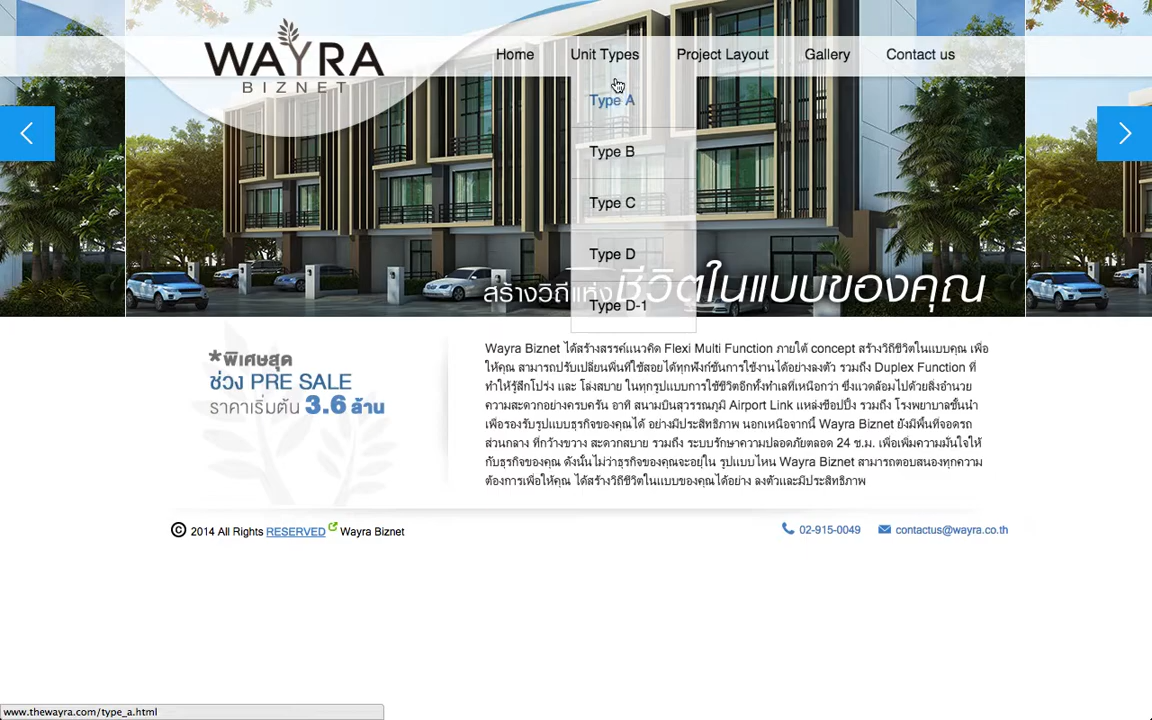 WAYRA
BIZNET
Home Unit Types Project Layout Gallery Contact us
Type A
Type B
Type C
Type D
Type D-1
สร้างวิถีแห่งชีวิตในแบบของคุณ
*พิเศษสุด
ช่วง PRE SALE
ราคาเริ่มต้น 3.6 ล้าน
Wayra Biznet ได้สร้างสรรค์แนวคิด Flexi Multi Function ภายใต้ concept สร้างวิถีชีวิตในแบบคุณ เพื่อ
ให้คุณ สามารถปรับเปลี่ยนพื้นที่ใช้สอยได้ทุกฟังก์ชั่นการใช้งานได้อย่างลงตัว รวมถึง Duplex Function ที่
ทำให้รู้สึกโปร่ง และ โล่งสบาย ในทุกรูปแบบการใช้ชีวิตอีกทั้งทำเลที่เหนือกว่า ซึ่งแวดล้อมไปด้วยสิ่งอำนวย
ความสะดวกอย่างครบครัน อาทิ สนามบินสุวรรณภูมิ Airport Link แหล่งช็อปปิ้ง รวมถึง โรงพยาบาลชั้นนำ
เพื่อรองรับรูปแบบธุรกิจของคุณได้ อย่างมีประสิทธิภาพ นอกเหนือจากนี้ Wayra Biznet ยังมีพื้นที่จอดรถ
ส่วนกลาง ที่กว้างขวาง สะดวกสบาย รวมถึง ระบบรักษาความปลอดภัยตลอด 24 ช.ม. เพื่อเพิ่มความมั่นใจให้
กับธุรกิจของคุณ ดังนั้นไม่ว่าธุรกิจของคุณจะอยู่ใน รูปแบบไหน Wayra Biznet สามารถตอบสนองทุกความ
ต้องการเพื่อให้คุณ ได้สร้างวิถีชีวิตในแบบของคุณได้อย่าง ลงตัวและมีประสิทธิภาพ
© 2014 All Rights RESERVED Wayra Biznet
02-915-0049 contactus@wayra.co.th
www.thewayra.com/type_a.html